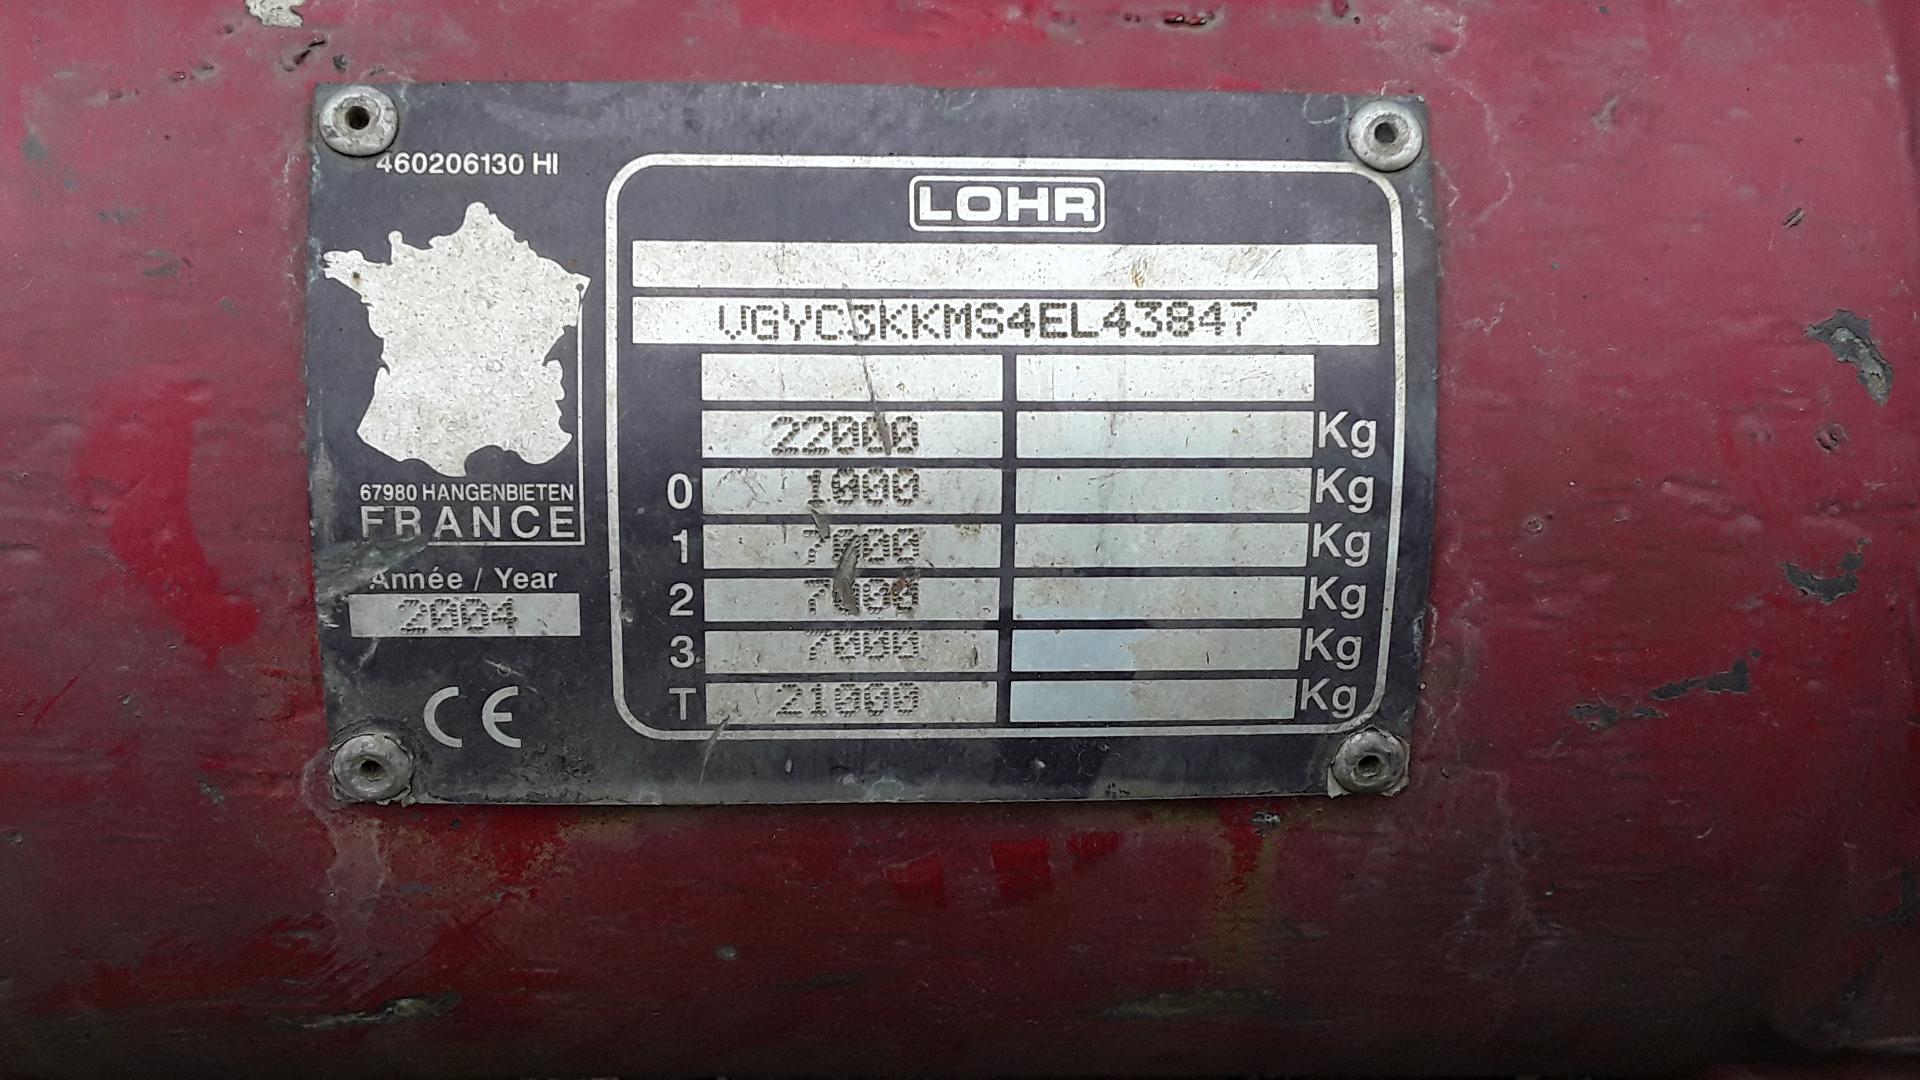 460206130 HI
67980 HANGENBIETEN
FRANCE
Année / Year
2004
CE
LOHR
VGYC3KKMS4EL43847
22000 Kg
0 1000 Kg
1 7000 Kg
2 7000 Kg
3 7000 Kg
T 21000 Kg